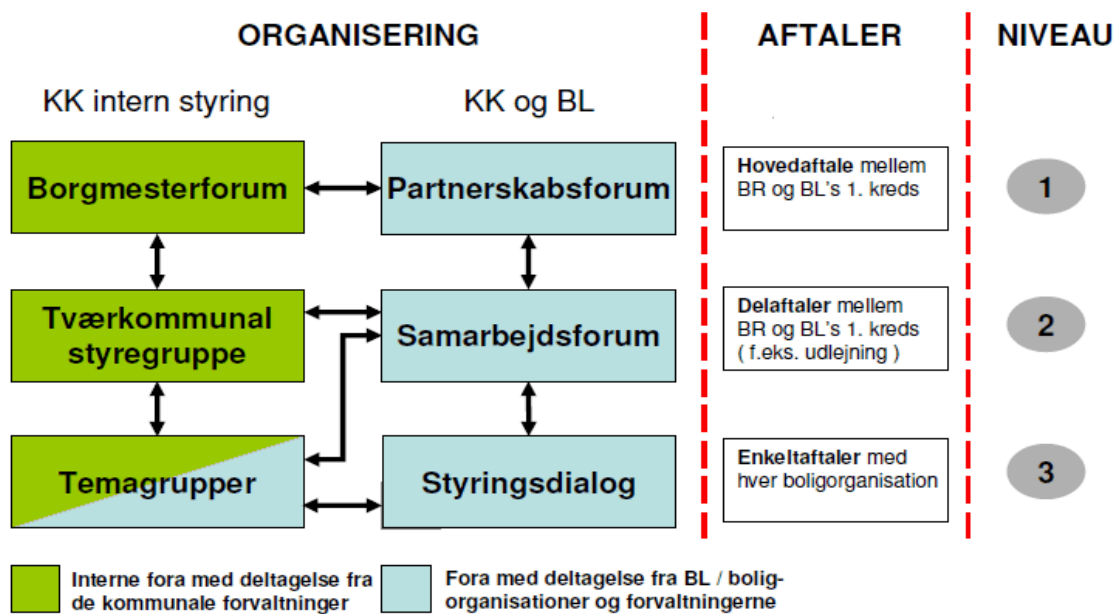 ORGANISERING
AFTALER
NIVEAU
KK intern styring
KK og BL
Borgmesterforum
Partnerskabsforum
Hovedaftale mellem
BR og BL's 1. kreds
1
Tværkommunal
styregruppe
Samarbejdsforum
Delaftaler mellem
BR og BL's 1. kreds
( f.eks. udlejning )
2
Temagrupper
Styringsdialog
Enkeltaftaler med
hver boligorganisation
3
Interne fora med deltagelse fra
de kommunale forvaltninger
Fora med deltagelse fra BL / bolig-
organisationer og forvaltningerne